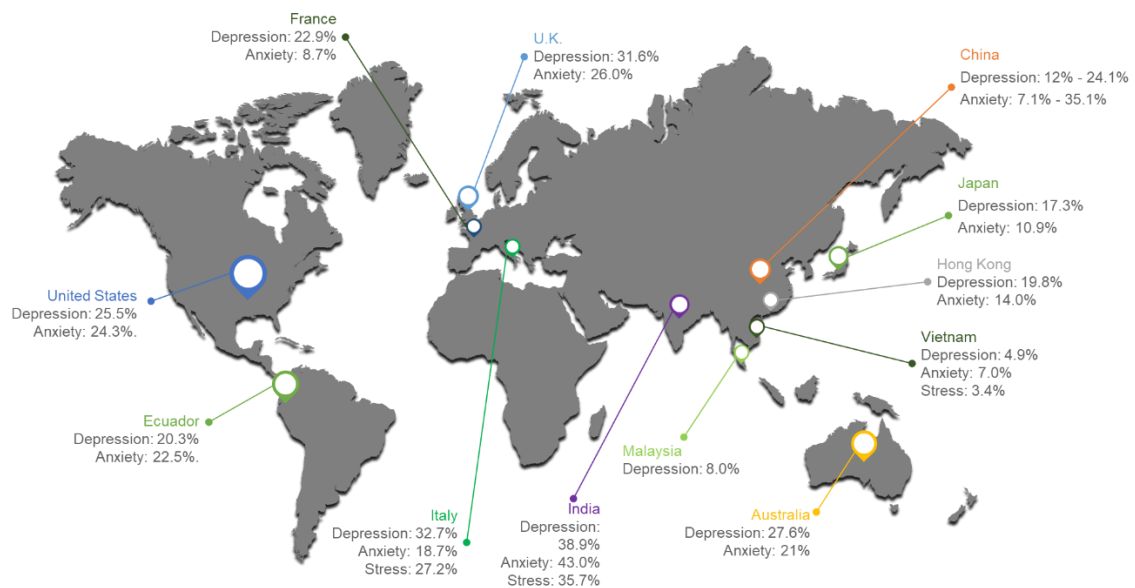 France
Depression: 22.9%
Anxiety: 8.7%
U.K.
Depression: 31.6%
Anxiety: 26.0%
China
Depression: 12% - 24.1%
Anxiety: 7.1% - 35.1%
Japan
Depression: 17.3%
Anxiety: 10.9%
Hong Kong
Depression: 19.8%
Anxiety: 14.0%
United States
Depression: 25.5%
Anxiety: 24.3%.
Vietnam
Depression: 4.9%
Anxiety: 7.0%
Stress: 3.4%
Ecuador
Depression: 20.3%
Anxiety: 22.5%.
Malaysia
Depression: 8.0%
Italy
Depression: 32.7%
Anxiety: 18.7%
Stress: 27.2%
India
Depression:
38.9%
Anxiety: 43.0%
Stress: 35.7%
Australia
Depression: 27.6%
Anxiety: 21%